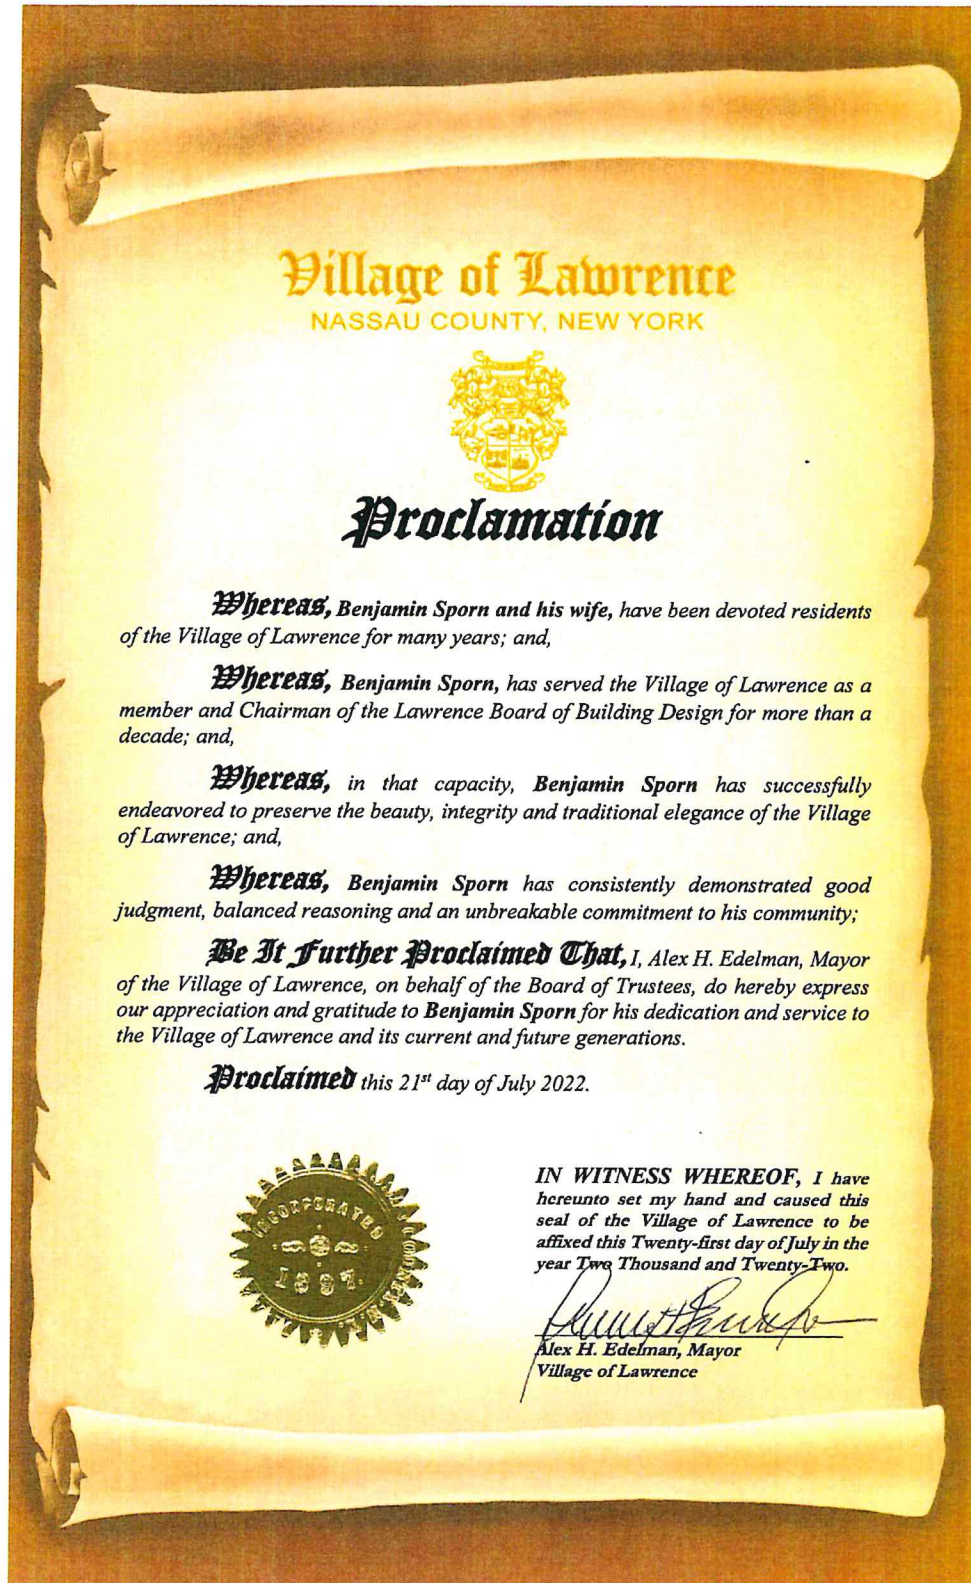 Village of Lawrence
NASSAU COUNTY, NEW YORK
Proclamation
Whereas, Benjamin Sporn and his wife, have been devoted residents
of the Village of Lawrence for many years; and,
Whereas, Benjamin Sporn, has served the Village of Lawrence as a
member and Chairman of the Lawrence Board of Building Design for more than a
decade; and,
Whereas, in that capacity, Benjamin Sporn has successfully
endeavored to preserve the beauty, integrity and traditional elegance of the Village
of Lawrence; and,
Whereas, Benjamin Sporn has consistently demonstrated good
judgment, balanced reasoning and an unbreakable commitment to his community;
Be It Further Proclaimed That, I, Alex H. Edelman, Mayor
of the Village of Lawrence, on behalf of the Board of Trustees, do hereby express
our appreciation and gratitude to Benjamin Sporn for his dedication and service to
the Village of Lawrence and its current and future generations.
Proclaimed this 21st day of July 2022.
INCORPORATED
1897
COUNTY N.Y.
IN WITNESS WHEREOF, I have
hereunto set my hand and caused this
seal of the Village of Lawrence to be
affixed this Twenty-first day of July in the
year Two Thousand and Twenty-Two.
Alex H. Edelman, Mayor
Village of Lawrence